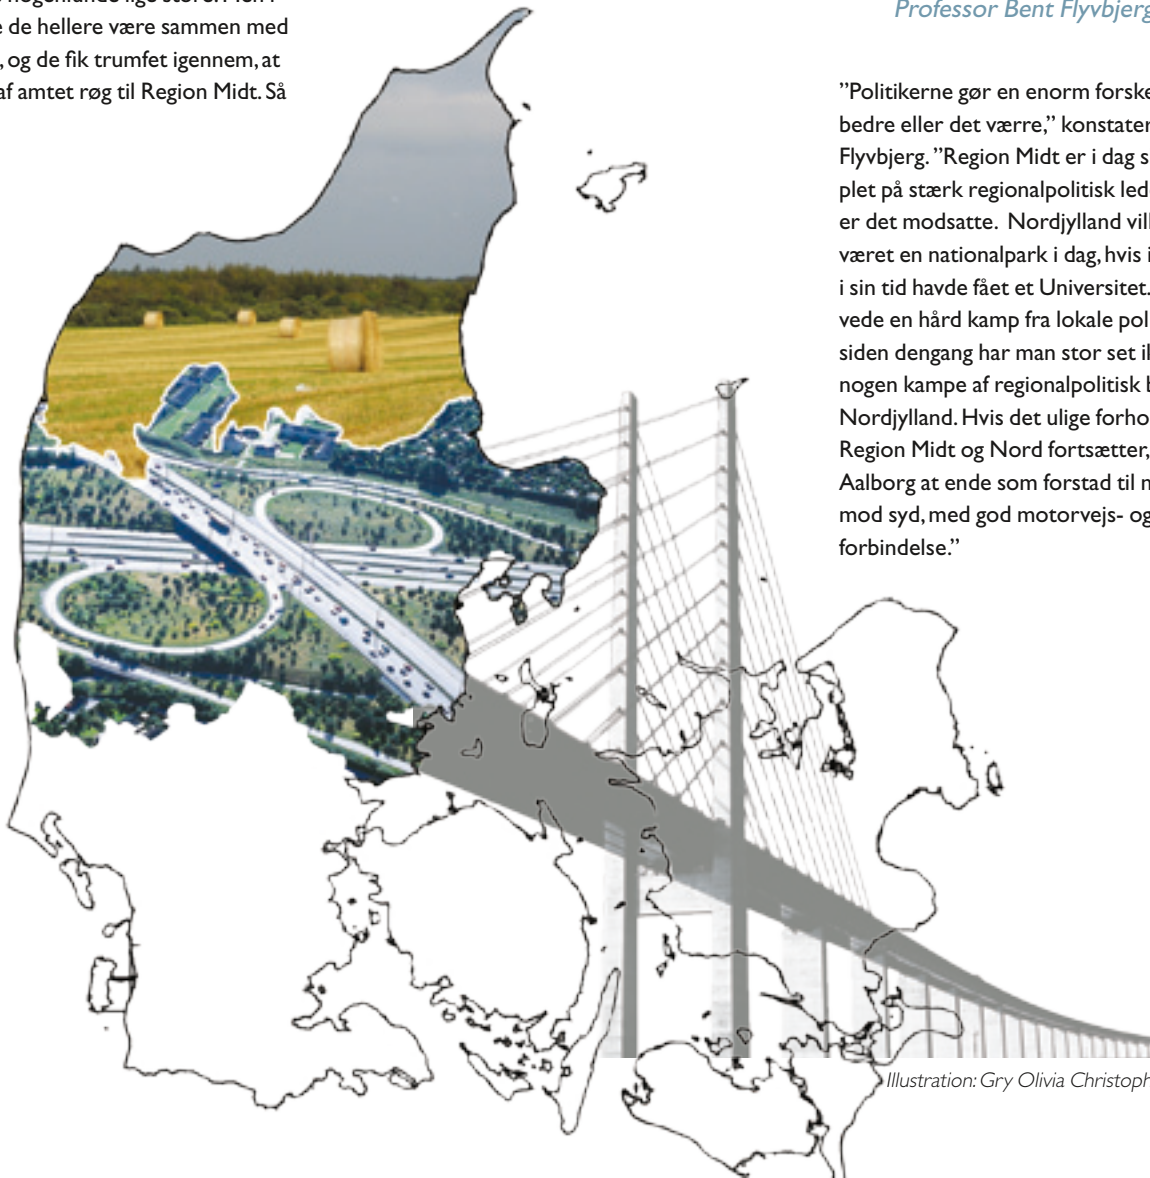 e de hellere være sammen med
, og de fik trumfet igennem, at
af amtet røg til Region Midt. Så
Professor Bent Flyvbjerg
”Politikerne gør en enorm forske
bedre eller det værre,” konstater
Flyvbjerg. ”Region Midt er i dag s
plet på stærk regionalpolitisk led
er det modsatte. Nordjylland vill
været en nationalpark i dag, hvis i
i sin tid havde fået et Universitet.
vede en hård kamp fra lokale pol
siden dengang har man stor set il
nogen kampe af regionalpolitisk b
Nordjylland. Hvis det ulige forho
Region Midt og Nord fortsætter,
Aalborg at ende som forstad til n
mod syd, med god motorvejs- og
forbindelse.”
Illustration: Gry Olivia Christoph